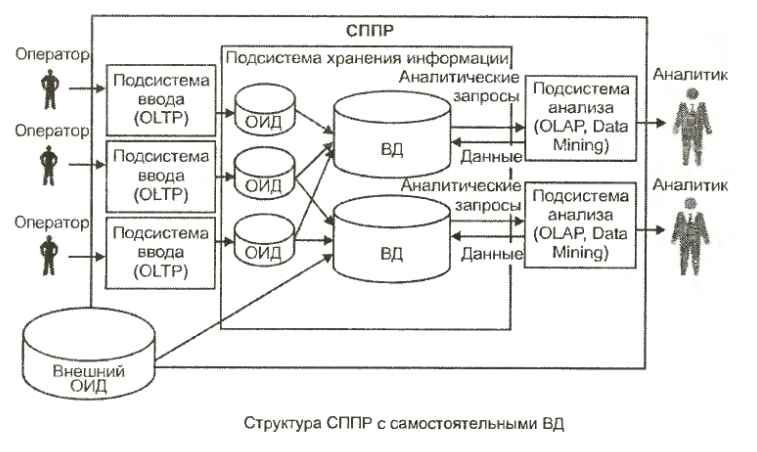 СППР
Оператор
Подсистема
ввода
(OLTP)
Оператор
Подсистема
ввода
(OLTP)
Оператор
Подсистема
ввода
(OLTP)
Подсистема хранения информации
ОИД
ОИД
ОИД
ВД
ВД
Аналитические
запросы
Данные
Аналитические
запросы
Данные
Подсистема
анализа
(OLAP, Data
Mining)
Подсистема
анализа
(OLAP, Data
Mining)
Аналитик
Аналитик
Внешний
ОИД
Структура СППР с самостоятельными ВД